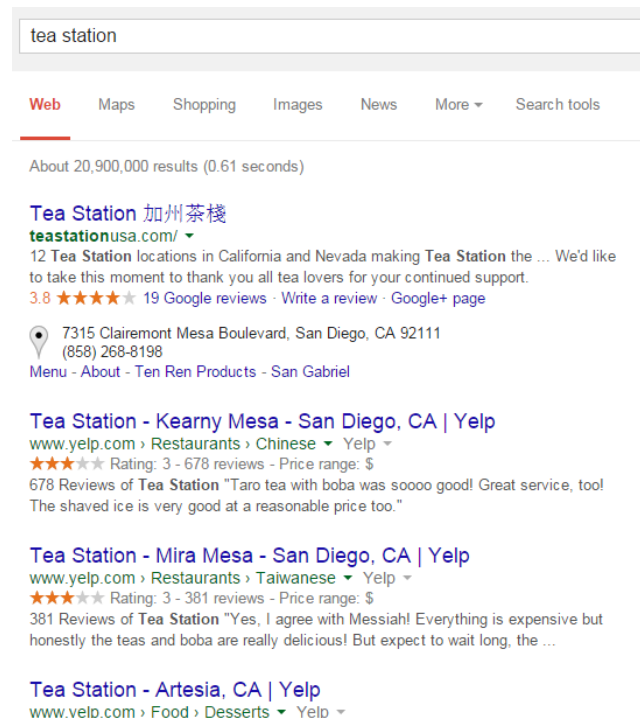 tea station
Web Maps Shopping Images News More Search tools
About 20,900,000 results (0.61 seconds)
Tea Station 加州茶棧
teastationusa.com/
12 Tea Station locations in California and Nevada making Tea Station the ... We'd like
to take this moment to thank you all tea lovers for your continued support.
3.8 19 Google reviews · Write a review · Google+ page
7315 Clairemont Mesa Boulevard, San Diego, CA 92111
(858) 268-8198
Menu - About - Ten Ren Products - San Gabriel
Tea Station - Kearny Mesa - San Diego, CA | Yelp
www.yelp.com › Restaurants › Chinese Yelp
Rating: 3 - 678 reviews - Price range: $
678 Reviews of Tea Station "Taro tea with boba was soooo good! Great service, too!
The shaved ice is very good at a reasonable price too."
Tea Station - Mira Mesa - San Diego, CA | Yelp
www.yelp.com › Restaurants › Taiwanese Yelp
Rating: 3 - 381 reviews - Price range: $
381 Reviews of Tea Station "Yes, I agree with Messiah! Everything is expensive but
honestly the teas and boba are really delicious! But expect to wait long, the ...
Tea Station - Artesia, CA | Yelp
www.yelp.com › Food › Desserts Yelp